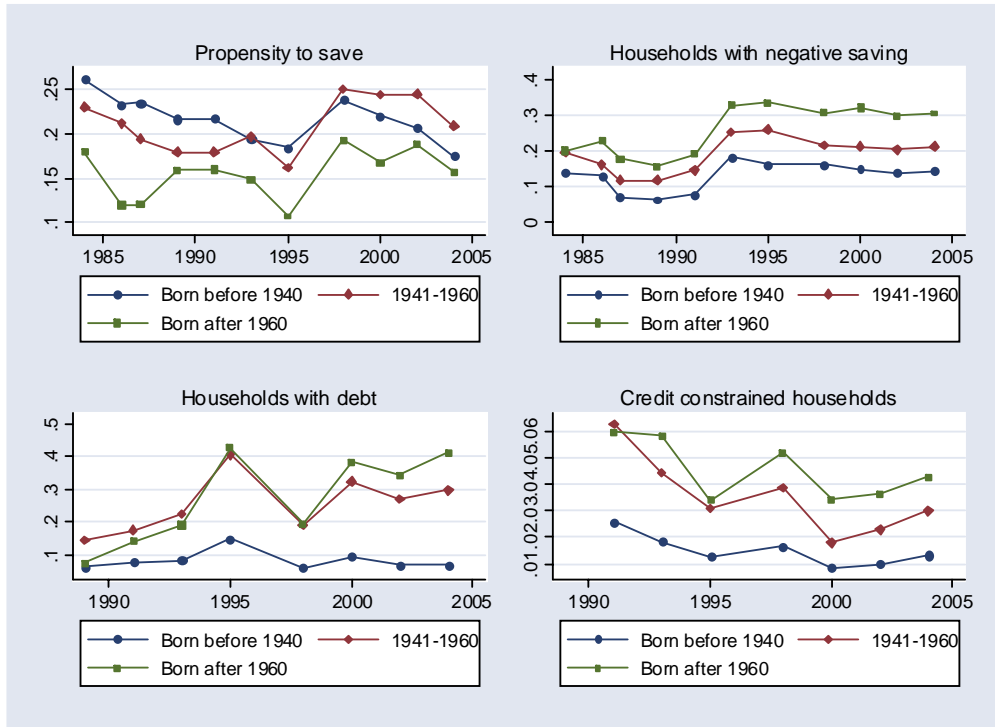 Propensity to save
.25
.2
.15
.1
1985 1990 1995 2000 2005
Born before 1940 1941-1960
Born after 1960
Households with negative saving
.4
.3
.2
.1
0
1985 1990 1995 2000 2005
Born before 1940 1941-1960
Born after 1960
Households with debt
.5
.4
.3
.2
.1
1990 1995 2000 2005
Born before 1940 1941-1960
Born after 1960
Credit constrained households
.01.02.03.04.05.06
1990 1995 2000 2005
Born before 1940 1941-1960
Born after 1960